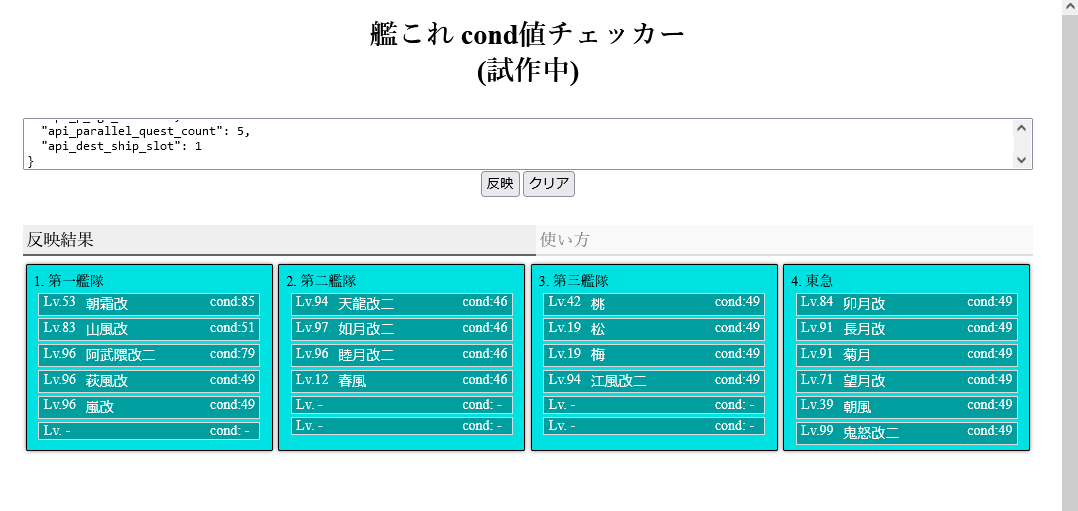 艦これ cond値チェッカー
(試作中)
"api_parallel_quest_count": 5,
"api_dest_ship_slot": 1
}
反映 クリア
反映結果
使い方
1. 第一艦隊
Lv.53 朝霜改 cond:85
Lv.83 山風改 cond:51
Lv.96 阿武隈改二 cond:79
Lv.96 萩風改 cond:49
Lv.96 嵐改 cond:49
Lv. - cond: -
2. 第二艦隊
Lv.94 天龍改二 cond:46
Lv.97 如月改二 cond:46
Lv.96 睦月改二 cond:46
Lv.12 春風 cond:46
Lv. - cond: -
Lv. - cond: -
3. 第三艦隊
Lv.42 桃 cond:49
Lv.19 松 cond:49
Lv.19 梅 cond:49
Lv.94 江風改二 cond:49
Lv. - cond: -
Lv. - cond: -
4. 東急
Lv.84 卯月改 cond:49
Lv.91 長月改 cond:49
Lv.91 菊月 cond:49
Lv.71 望月改 cond:49
Lv.39 朝風 cond:49
Lv.99 鬼怒改二 cond:49